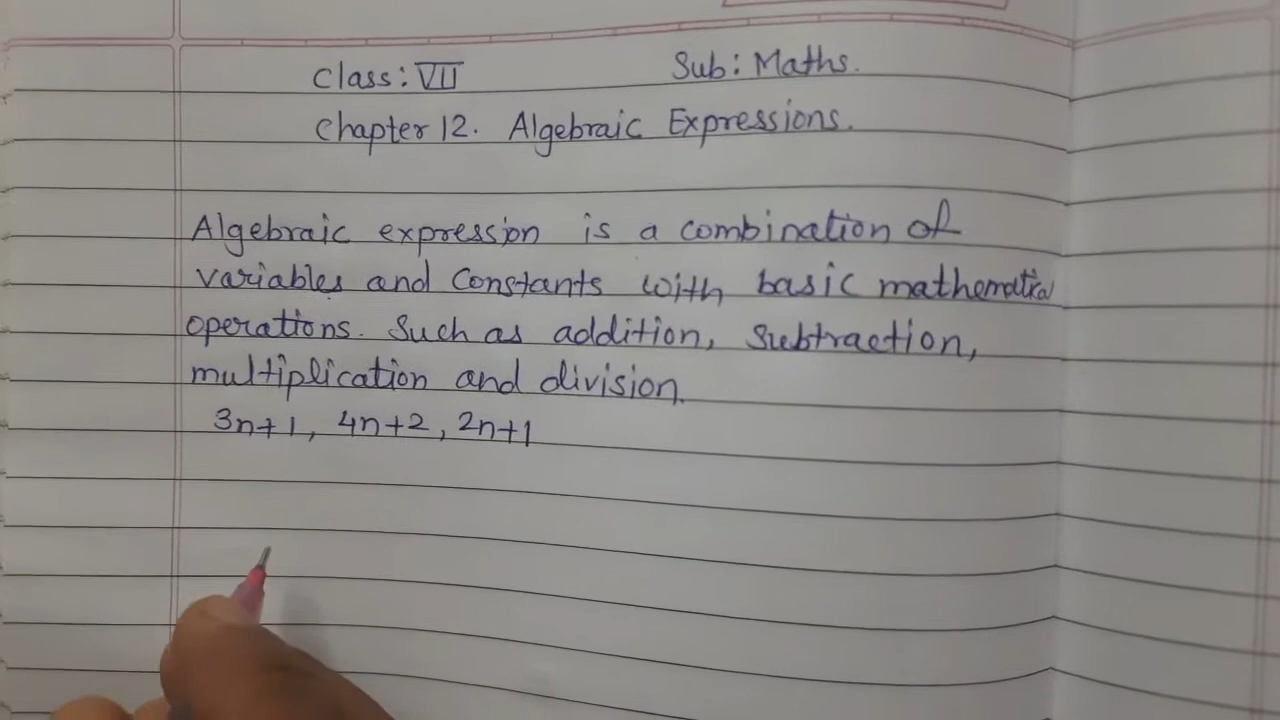 Class: VII Sub: Maths.
Chapter 12. Algebraic Expressions.
Algebraic expression is a combination of
variables and constants with basic mathematical
operations. Such as addition, Subtraction,
multiplication and division.
3n+1, 4n+2, 2n+1